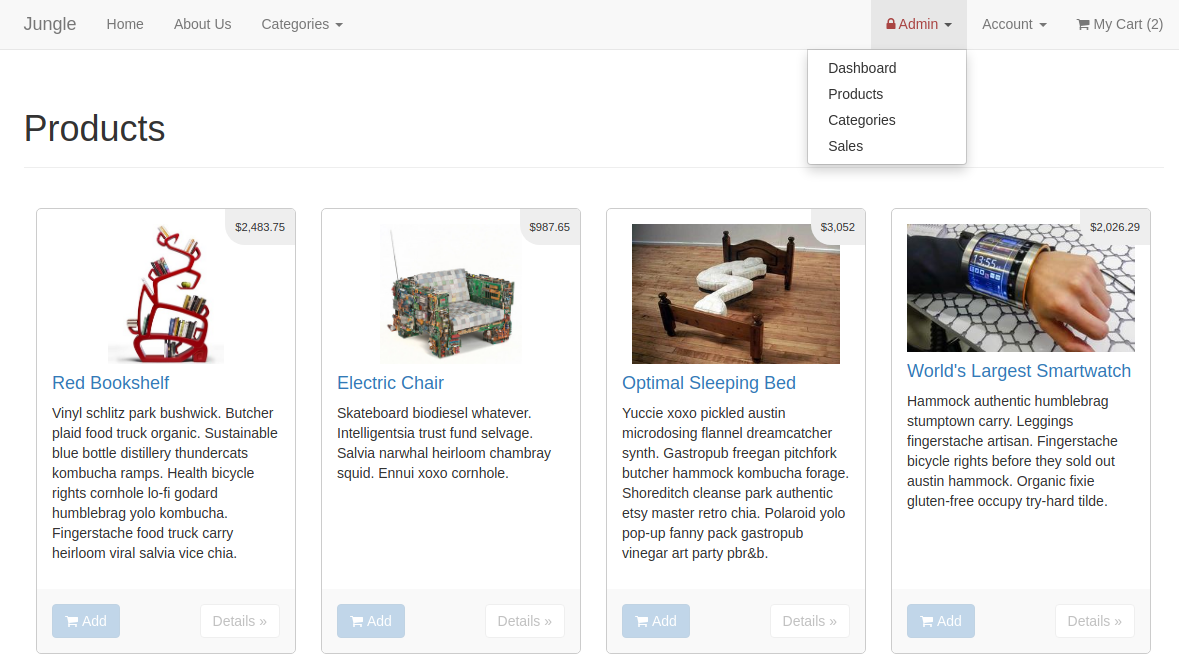 Jungle Home About Us Categories Admin Account My Cart (2)
Dashboard
Products
Categories
Sales
Products
$2,483.75
Red Bookshelf
Vinyl schlitz park bushwick. Butcher
plaid food truck organic. Sustainable
blue bottle distillery thundercats
kombucha ramps. Health bicycle
rights cornhole lo-fi godard
humblebrag yolo kombucha.
Fingerstache food truck carry
heirloom viral salvia vice chia.
Add Details »
$987.65
Electric Chair
Skateboard biodiesel whatever.
Intelligentsia trust fund selvage.
Salvia narwhal heirloom chambray
squid. Ennui xoxo cornhole.
Add Details »
$3,052
Optimal Sleeping Bed
Yuccie xoxo pickled austin
microdosing flannel dreamcatcher
synth. Gastropub freegan pitchfork
butcher hammock kombucha forage.
Shoreditch cleanse park authentic
etsy master retro chia. Polaroid yolo
pop-up fanny pack gastropub
vinegar art party pbr&b.
Add Details »
$2,026.29
13:55
World's Largest Smartwatch
Hammock authentic humblebrag
stumptown carry. Leggings
fingerstache artisan. Fingerstache
bicycle rights before they sold out
austin hammock. Organic fixie
gluten-free occupy try-hard tilde.
Add Details »